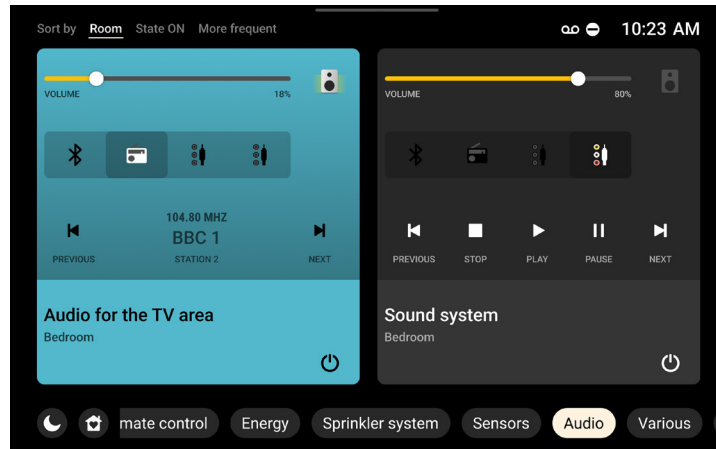 Sort by Room State ON More frequent
10:23 AM
VOLUME 18%
104.80 MHZ
BBC 1
PREVIOUS STATION 2 NEXT
Audio for the TV area
Bedroom
VOLUME 80%
PREVIOUS STOP PLAY PAUSE NEXT
Sound system
Bedroom
mate control Energy Sprinkler system Sensors Audio Various